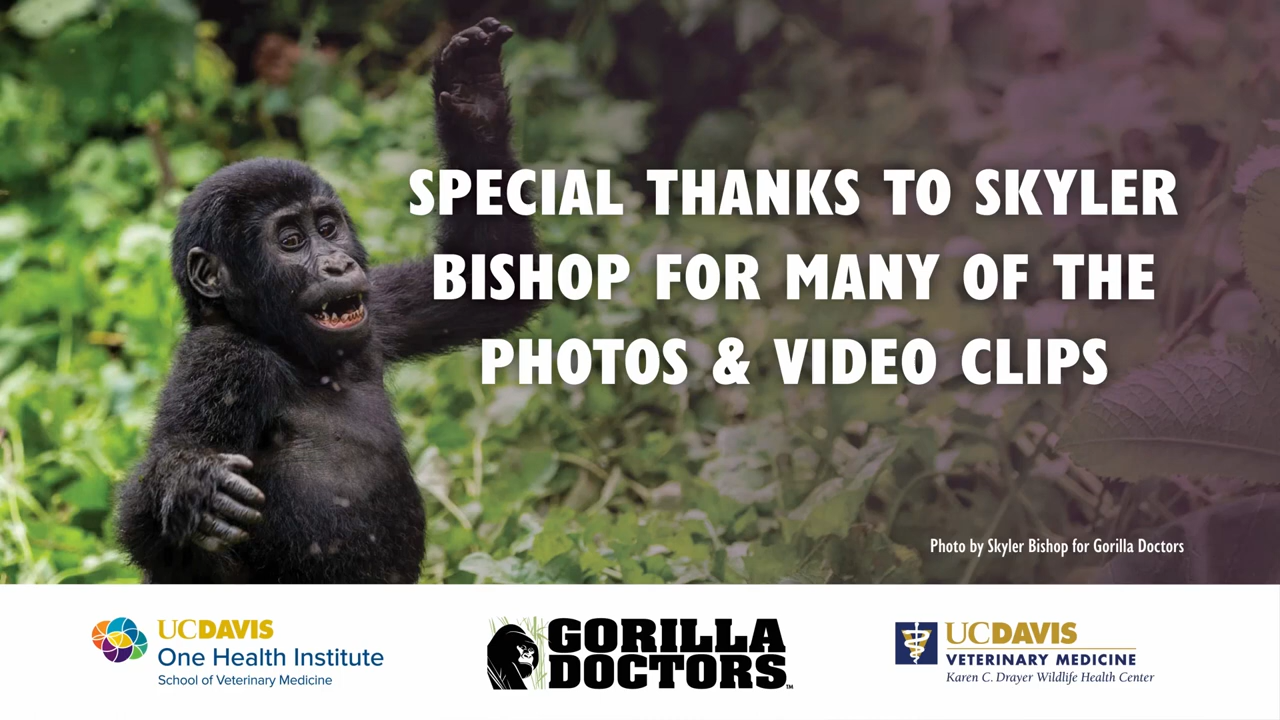 SPECIAL THANKS TO SKYLER
BISHOP FOR MANY OF THE
PHOTOS & VIDEO CLIPS
Photo by Skyler Bishop for Gorilla Doctors
UCDAVIS
One Health Institute
School of Veterinary Medicine
GORILLA
DOCTORS™
UCDAVIS
VETERINARY MEDICINE
Karen C. Drayer Wildlife Health Center